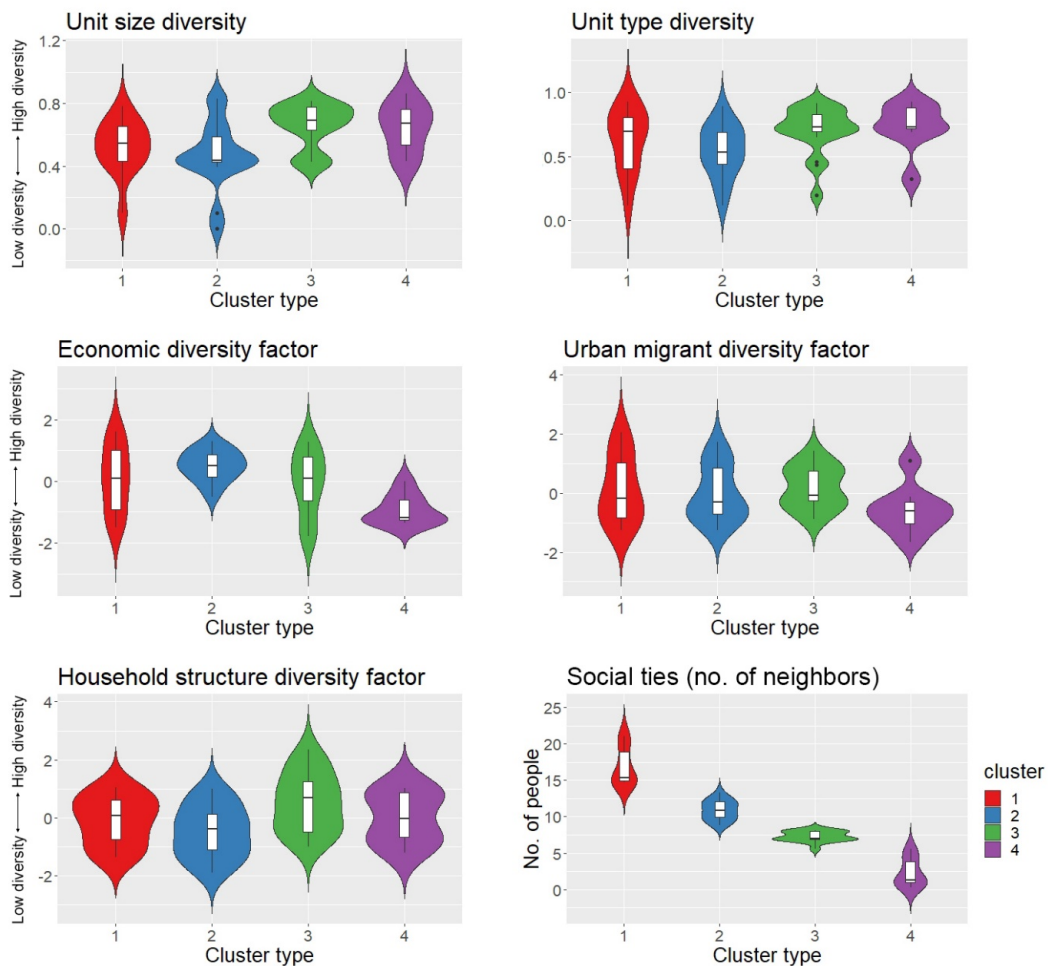 Unit size diversity
Low diversity ⟷ High diversity
1.2
0.8
0.4
0.0
1 2 3 4
Cluster type
Unit type diversity
1.0
0.5
0.0
1 2 3 4
Cluster type
Economic diversity factor
Low diversity ⟷ High diversity
2
0
-2
1 2 3 4
Cluster type
Urban migrant diversity factor
4
2
0
-2
1 2 3 4
Cluster type
Household structure diversity factor
Low diversity ⟷ High diversity
4
2
0
-2
1 2 3 4
Cluster type
Social ties (no. of neighbors)
No. of people
25
20
15
10
5
0
1 2 3 4
Cluster type
cluster
1
2
3
4